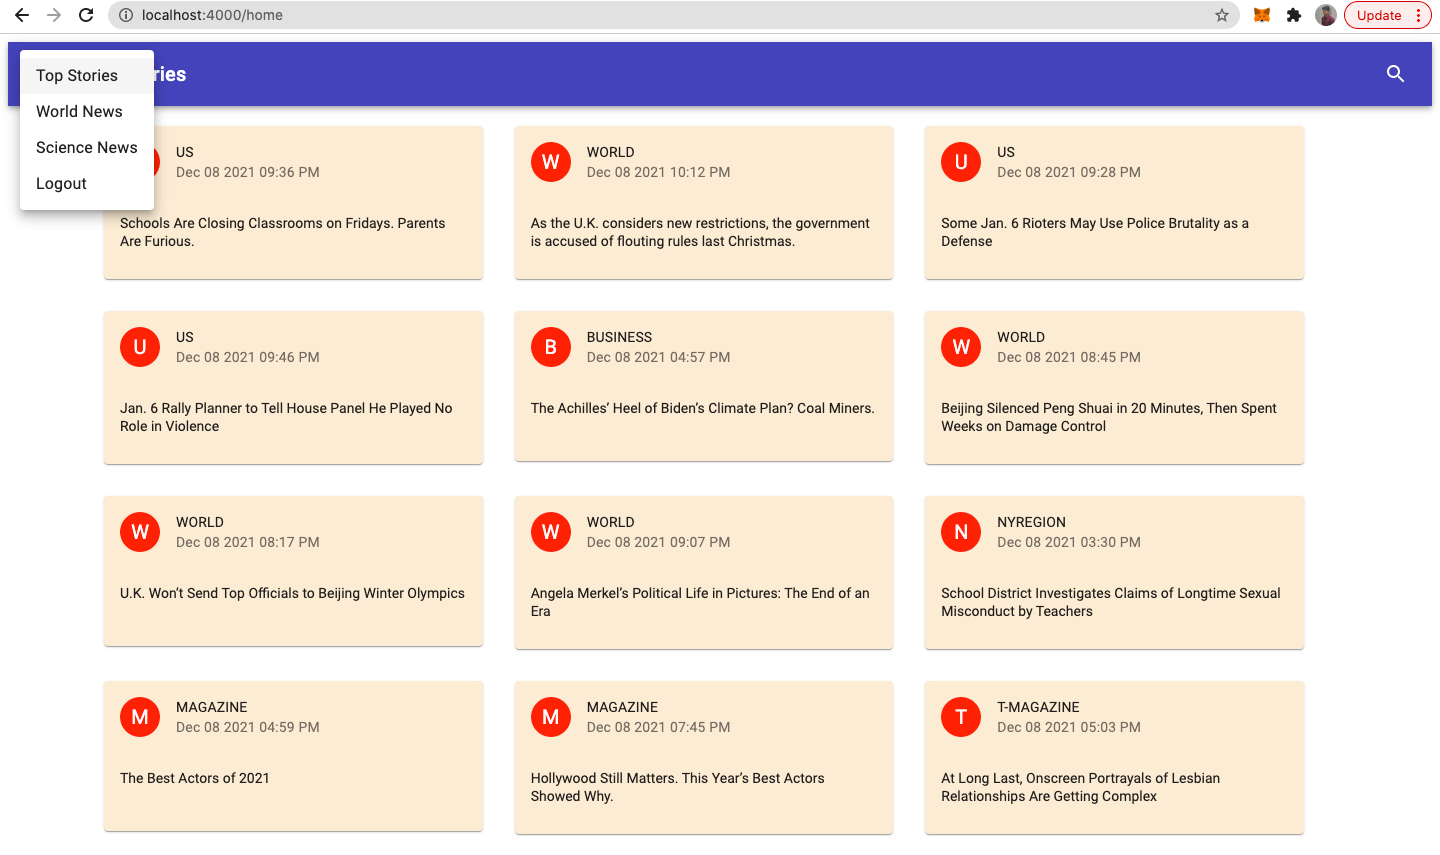 localhost:4000/home
Update
Top Stories
World News
Science News
Logout
ries
US
Dec 08 2021 09:36 PM
Schools Are Closing Classrooms on Fridays. Parents
Are Furious.
W
WORLD
Dec 08 2021 10:12 PM
As the U.K. considers new restrictions, the government
is accused of flouting rules last Christmas.
U
US
Dec 08 2021 09:28 PM
Some Jan. 6 Rioters May Use Police Brutality as a
Defense
U
US
Dec 08 2021 09:46 PM
Jan. 6 Rally Planner to Tell House Panel He Played No
Role in Violence
B
BUSINESS
Dec 08 2021 04:57 PM
The Achilles’ Heel of Biden’s Climate Plan? Coal Miners.
W
WORLD
Dec 08 2021 08:45 PM
Beijing Silenced Peng Shuai in 20 Minutes, Then Spent
Weeks on Damage Control
W
WORLD
Dec 08 2021 08:17 PM
U.K. Won’t Send Top Officials to Beijing Winter Olympics
W
WORLD
Dec 08 2021 09:07 PM
Angela Merkel’s Political Life in Pictures: The End of an
Era
N
NYREGION
Dec 08 2021 03:30 PM
School District Investigates Claims of Longtime Sexual
Misconduct by Teachers
M
MAGAZINE
Dec 08 2021 04:59 PM
The Best Actors of 2021
M
MAGAZINE
Dec 08 2021 07:45 PM
Hollywood Still Matters. This Year’s Best Actors
Showed Why.
T
T-MAGAZINE
Dec 08 2021 05:03 PM
At Long Last, Onscreen Portrayals of Lesbian
Relationships Are Getting Complex